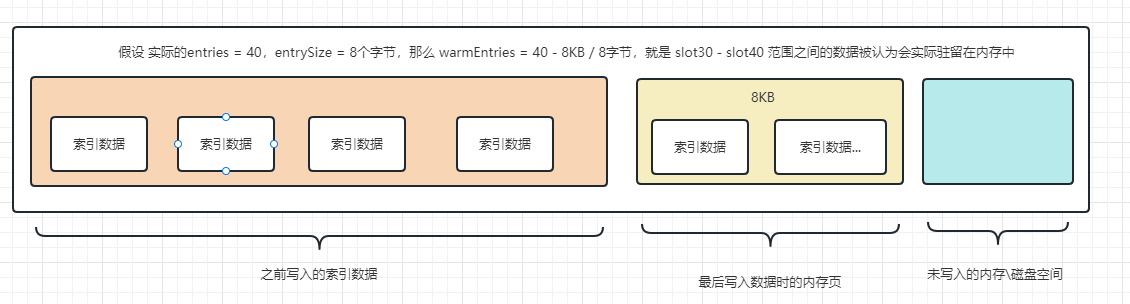 假设 实际的entries = 40，entrySize = 8个字节，那么 warmEntries = 40 - 8KB / 8字节，就是 slot30 - slot40 范围之间的数据被认为会实际驻留在内存中
8KB
索引数据
索引数据
索引数据
索引数据
索引数据
索引数据...
之前写入的索引数据
最后写入数据时的内存页
未写入的内存\磁盘空间